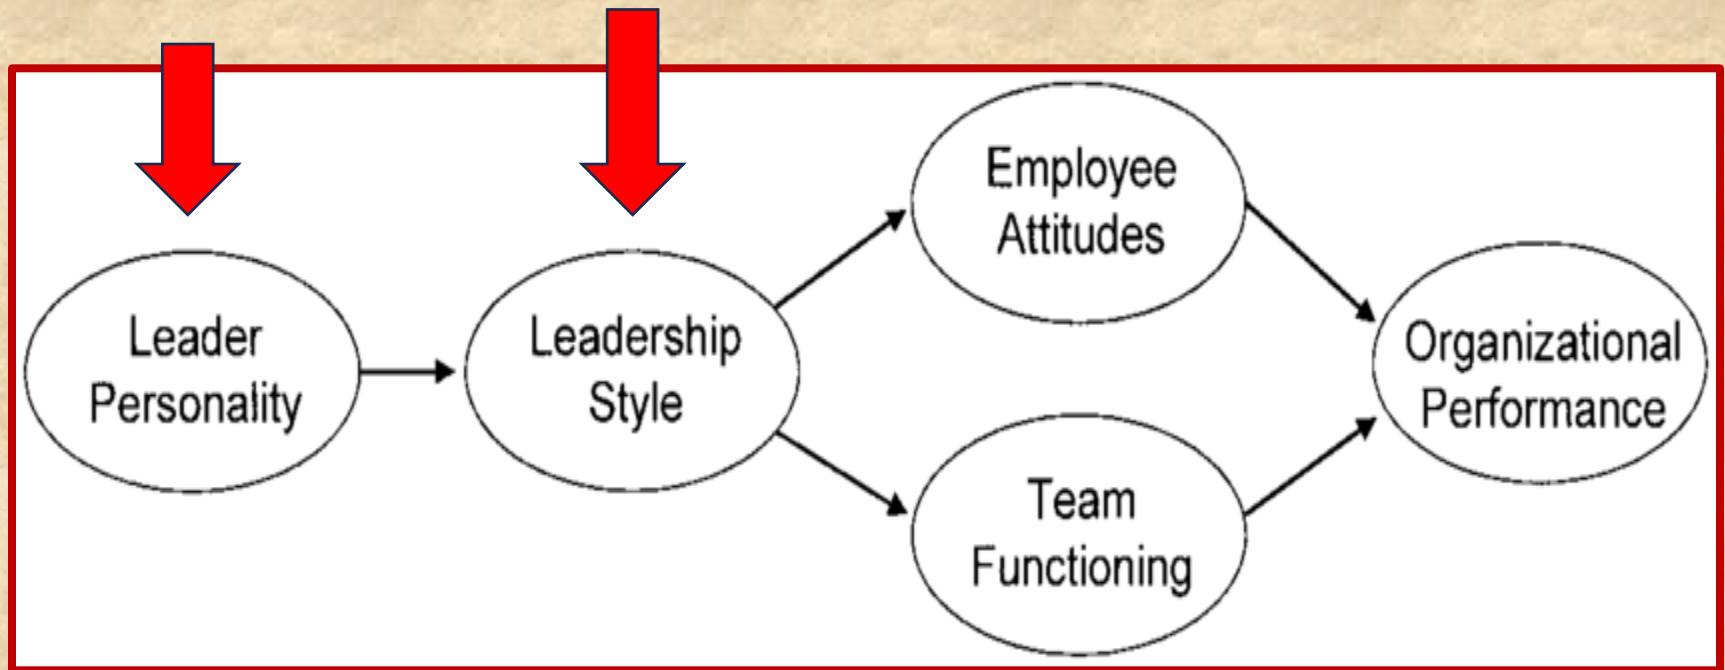 Leader
Personality
Leadership
Style
Employee
Attitudes
Team
Functioning
Organizational
Performance